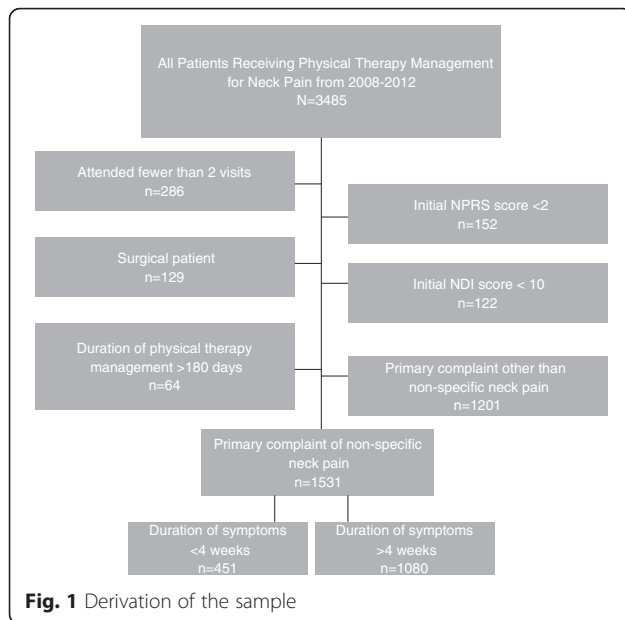 All Patients Receiving Physical Therapy Management
for Neck Pain from 2008-2012
N=3485
Attended fewer than 2 visits
n=286
Initial NPRS score <2
n=152
Surgical patient
n=129
Initial NDI score < 10
n=122
Duration of physical therapy
management >180 days
n=64
Primary complaint other than
non-specific neck pain
n=1201
Primary complaint of non-specific
neck pain
n=1531
Duration of symptoms
<4 weeks
n=451
Duration of symptoms
>4 weeks
n=1080
Fig. 1 Derivation of the sample